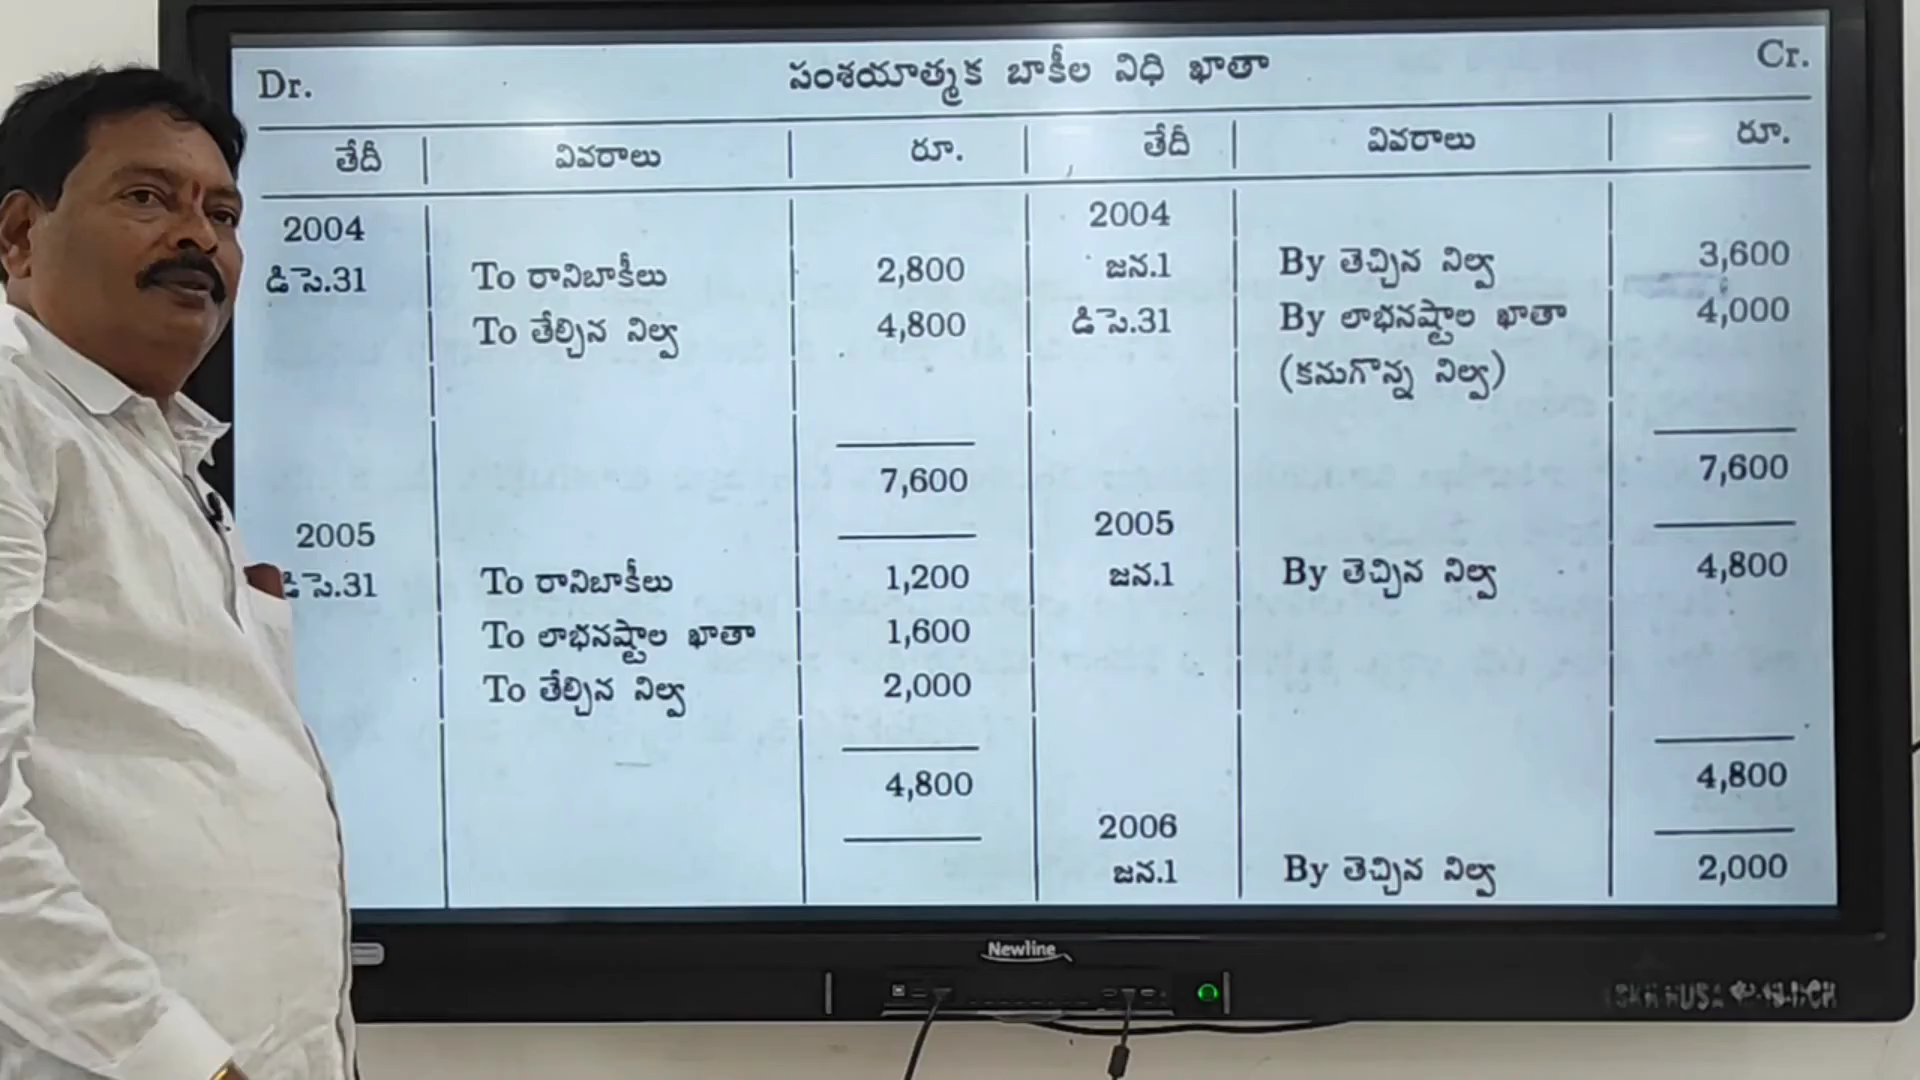 Dr. సంశయాత్మక బాకీల నిధి ఖాతా Cr.
తేదీ వివరాలు రూ. తేదీ వివరాలు రూ.
2004 2004
డిసె.31 To రానిబాకీలు 2,800 జన.1 By తెచ్చిన నిల్వ 3,600
To తేల్చిన నిల్వ 4,800 డిసె.31 By లాభనష్టాల ఖాతా 4,000
(కనుగొన్న నిల్వ)
7,600 7,600
2005 2005
డిసె.31 To రానిబాకీలు 1,200 జన.1 By తెచ్చిన నిల్వ 4,800
To లాభనష్టాల ఖాతా 1,600
To తేల్చిన నిల్వ 2,000
4,800 4,800
2006
జన.1 By తెచ్చిన నిల్వ 2,000
Newline